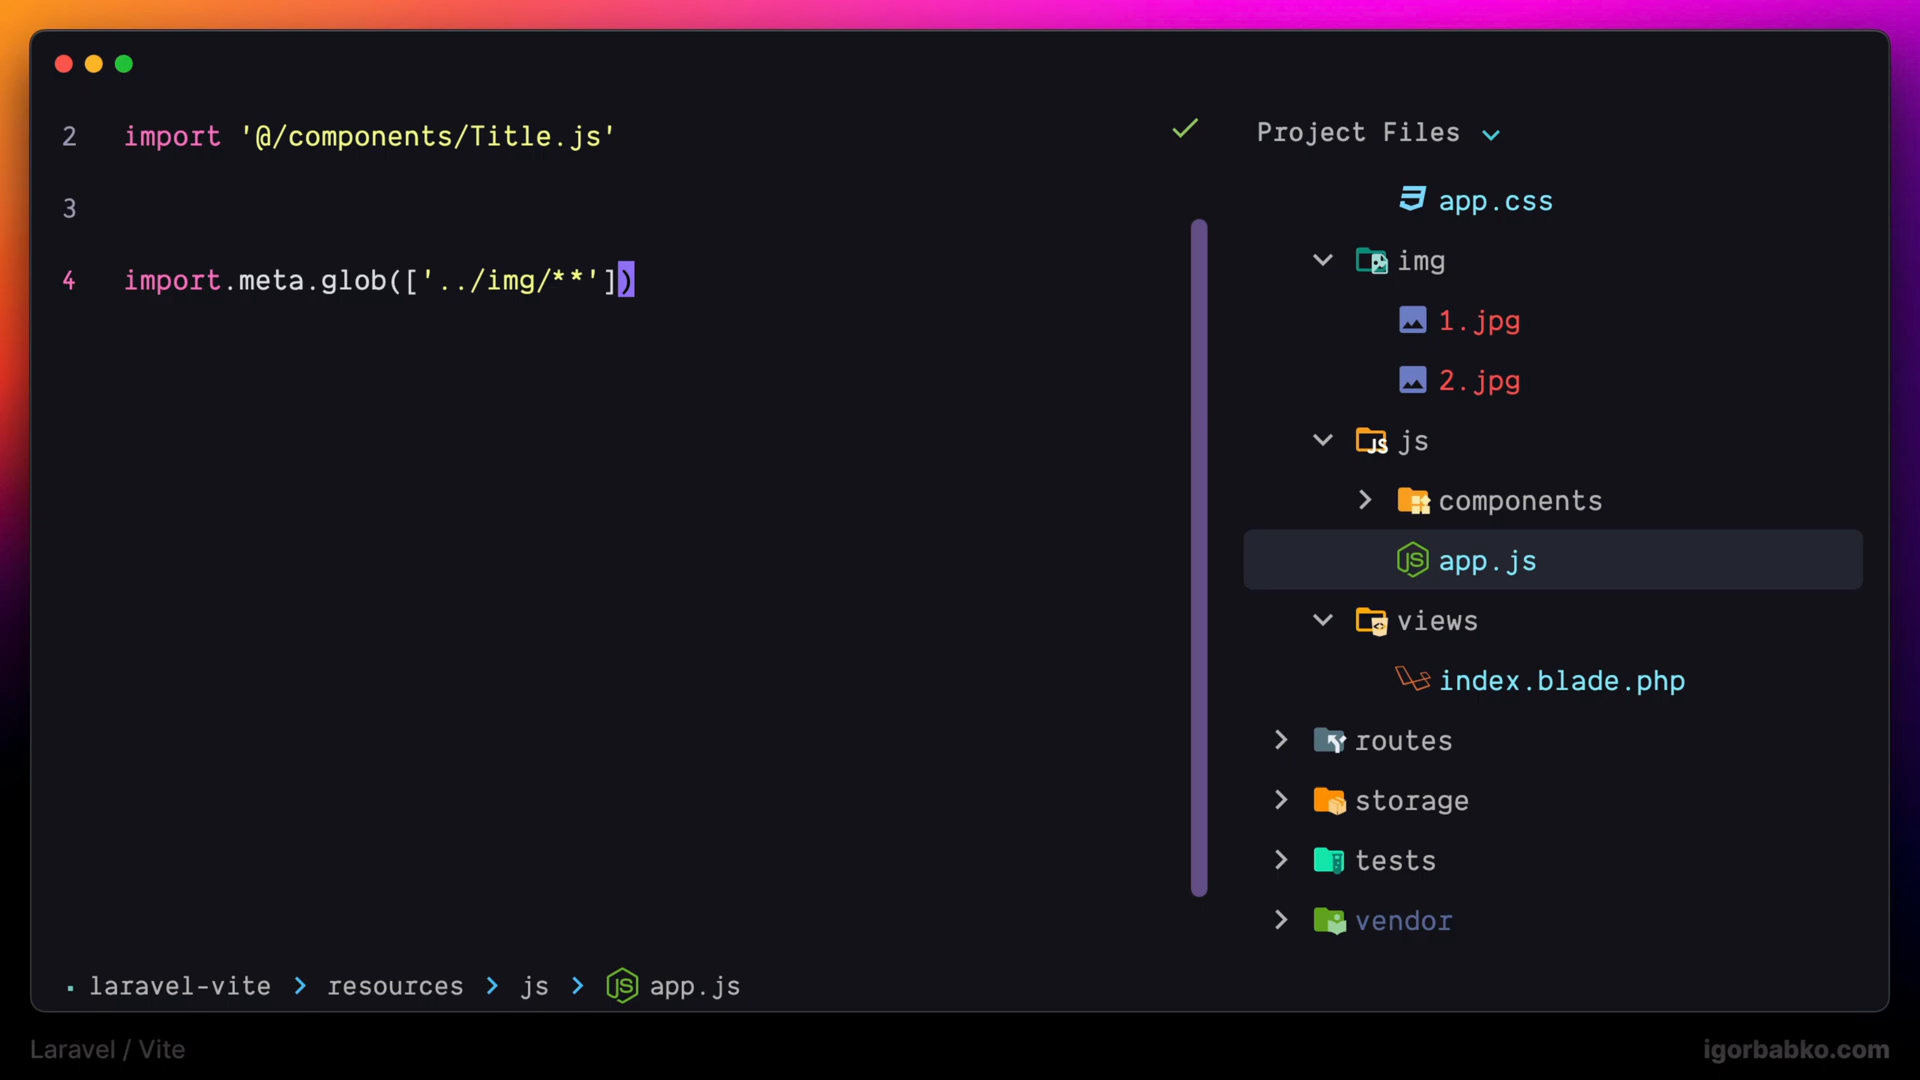 2 import '@/components/Title.js'
3
4 import.meta.glob(['../img/**'])
Project Files
app.css
img
1.jpg
2.jpg
js
components
app.js
views
index.blade.php
routes
storage
tests
vendor
laravel-vite > resources > js > app.js
Laravel / Vite
igorbabko.com